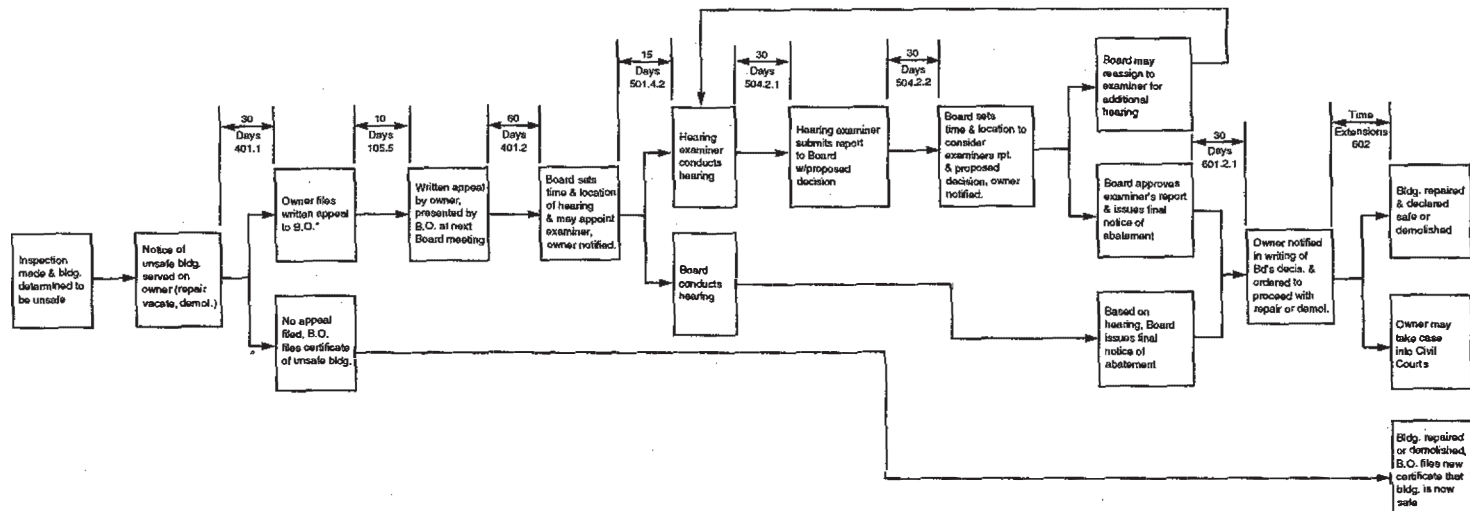 15
Days
501.4.2
30
Days
504.2.1
30
Days
504.2.2
Board may
reassign to
examiner for
additional
hearing
30
Days
401.1
10
Days
105.5
60
Days
401.2
Hearing
examiner
conducts
hearing
Hearing examiner
submits report
to Board
w/proposed
decision
Board sets
time & location to
consider
examiners rpt.
& proposed
decision, owner
notified.
30
Days
601.2.1
Time
Extensions
602
Owner files
written appeal
to B.O.*
Written appeal
by owner,
presented by
B.O. at next
Board meeting
Board sets
time & location
of hearing
& may appoint
examiner,
owner notified.
Board approves
examiner's report
& issues final
notice of
abatement
Bldg. repaired
& declared
safe or
demolished
Inspection
made & bldg.
determined to
be unsafe
Notice of
unsafe bldg.
served on
owner (repair
vacate, demol.)
Board
conducts
hearing
Owner notified
in writing of
Bd's decis. &
ordered to
proceed with
repair or demol.
No appeal
filed, B.O.
files certificate
of unsafe bldg.
Based on
hearing, Board
issues final
notice of
abatement
Owner may
take case
into Civil
Courts
Bldg. repaired
or demolished,
B.O. files new
certificate that
bldg. is now
safe